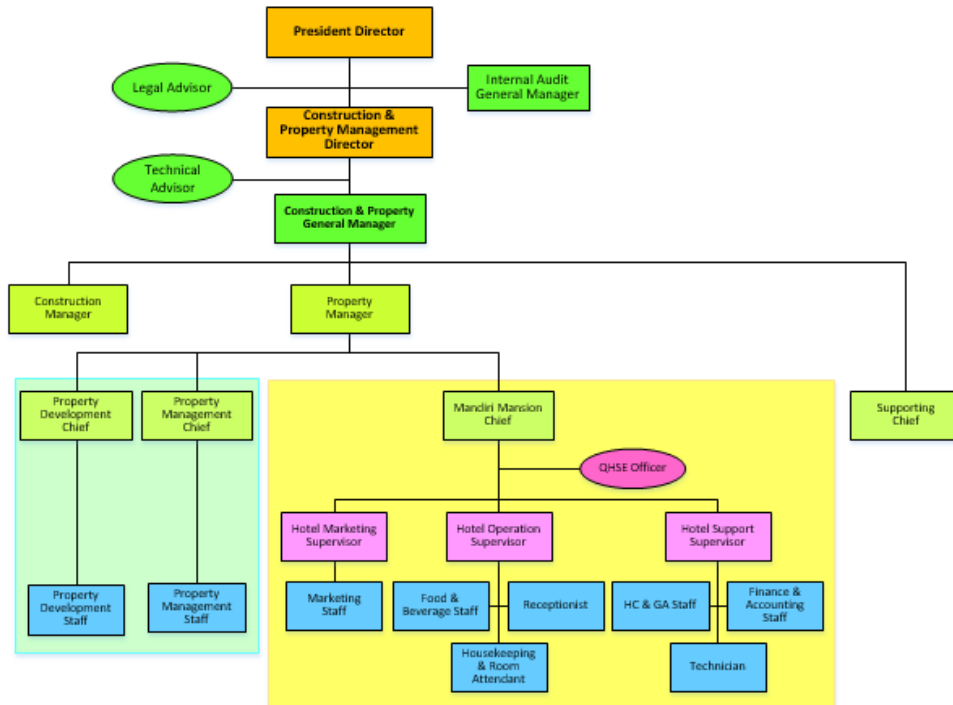 President Director
Legal Advisor
Internal Audit
General Manager
Construction &
Property Management
Director
Technical
Advisor
Construction & Property
General Manager
Construction
Manager
Property
Manager
Property
Development
Chief
Property
Management
Chief
Mandiri Mansion
Chief
Supporting
Chief
QHSE Officer
Hotel Marketing
Supervisor
Hotel Operation
Supervisor
Hotel Support
Supervisor
Property
Development
Staff
Property
Management
Staff
Marketing
Staff
Food &
Beverage Staff
Receptionist
HC & GA Staff
Finance &
Accounting
Staff
Housekeeping
& Room
Attendant
Technician